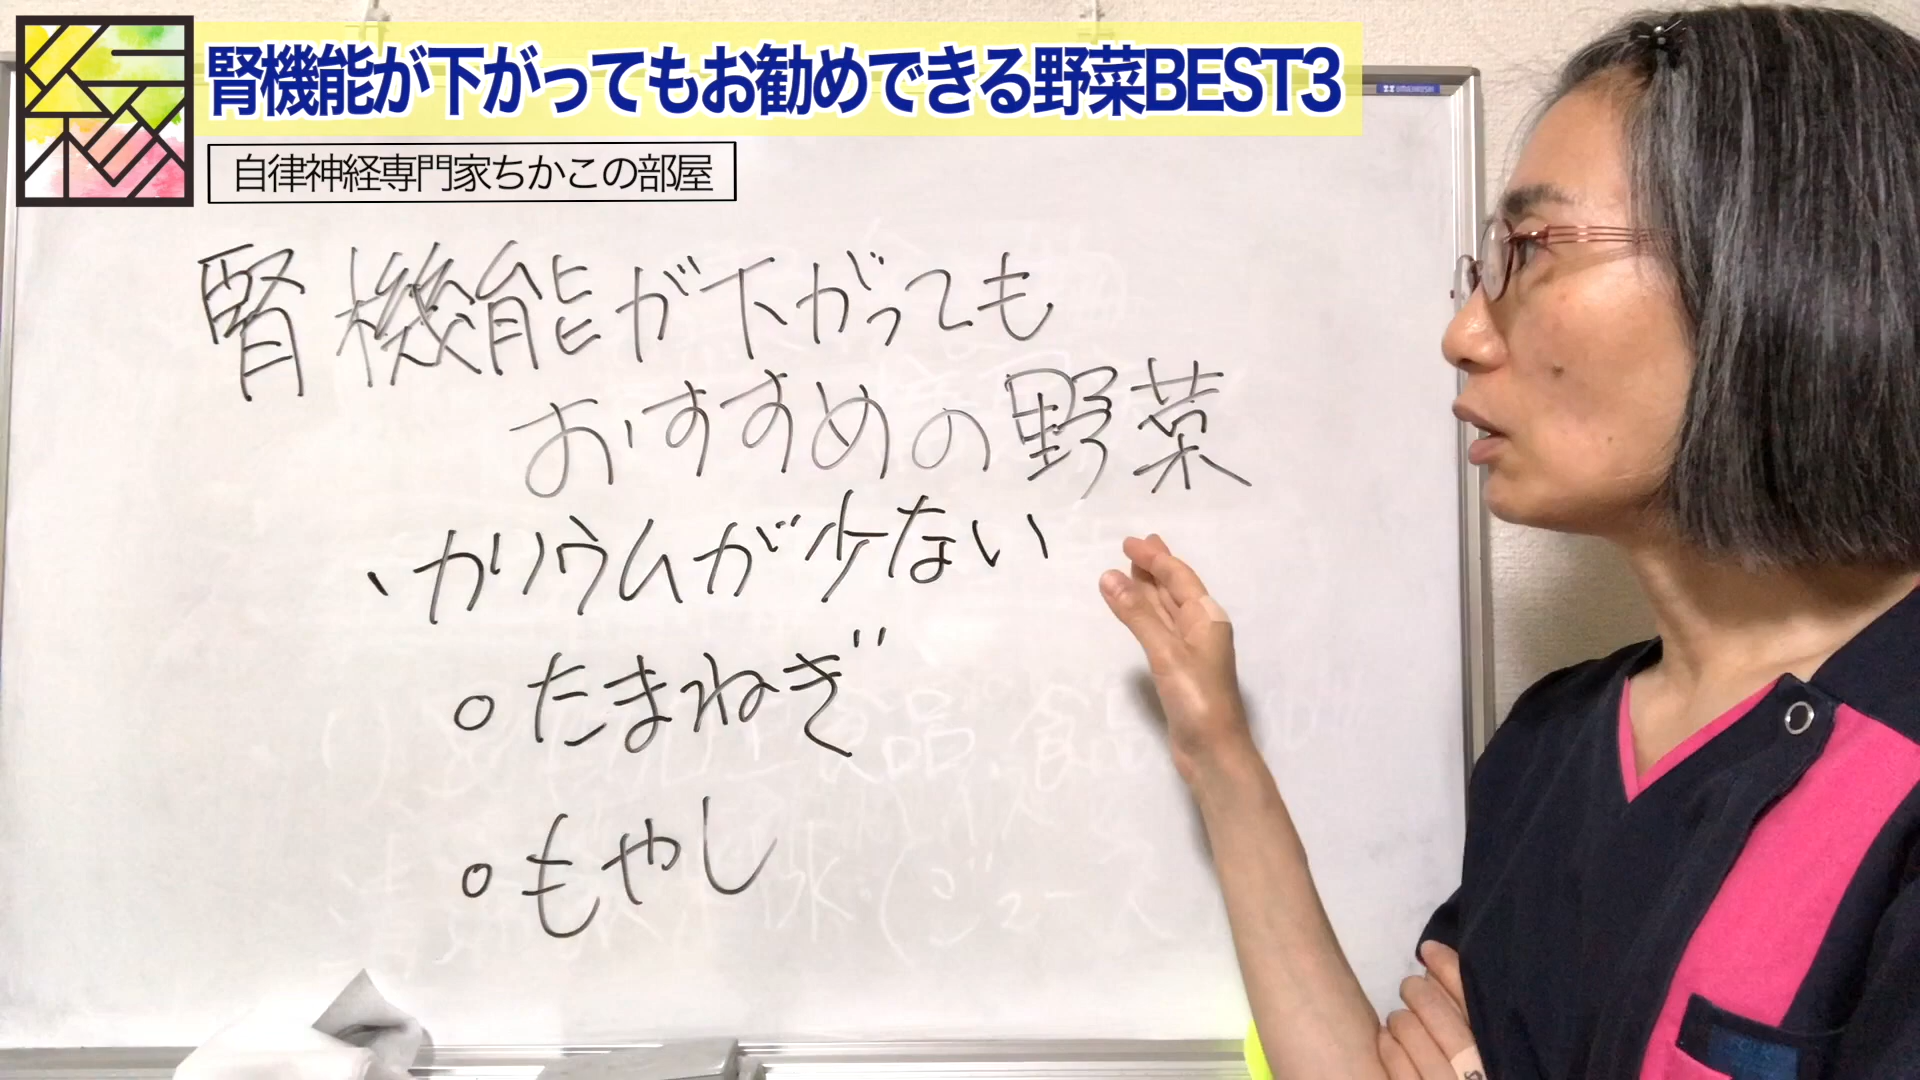 腎機能が下がってもお勧めできる野菜BEST3
自律神経専門家ちかこの部屋
腎機能が下がっても
おすすめの野菜
・カリウムが少ない
○たまねぎ
○もやし